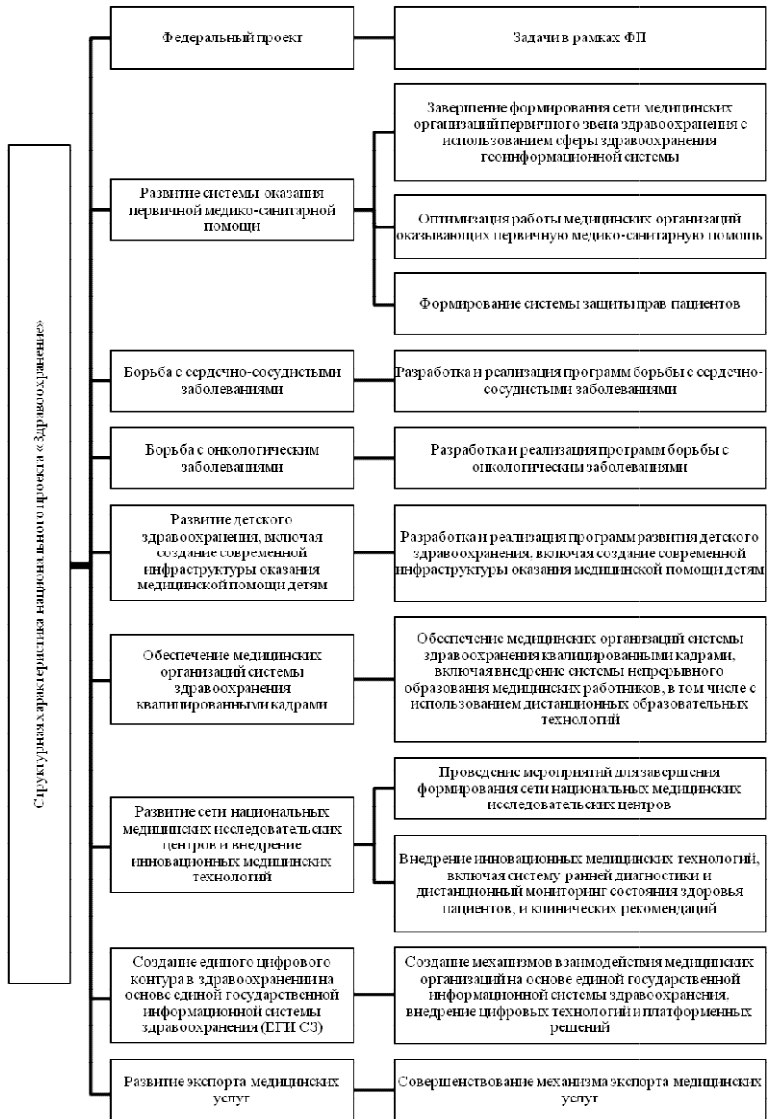 Структурная характеристика национального проекта «Здравоохранение»
Федеральный проект
Задачи в рамках ФП
Развитие системы оказания
первичной медико-санитарной
помощи
Завершение формирования сети медицинских
организаций первичного звена здравоохранения с
использованием сферы здравоохранения
геоинформационной системы
Оптимизация работы медицинских организаций
оказывающих первичную медико-санитарную помощь
Формирование системы защиты прав пациентов
Борьба с сердечно-сосудистыми
заболеваниями
Разработка и реализация программ борьбы с сердечно-
сосудистыми заболеваниями
Борьба с онкологическим
заболеваниями
Разработка и реализация программ борьбы с
онкологическим заболеваниями
Развитие детского
здравоохранения, включая
создание современной
инфраструктуры оказания
медицинской помощи детям
Разработка и реализация программ развития детского
здравоохранения, включая создание современной
инфраструктуры оказания медицинской помощи детям
Обеспечение медицинских
организаций системы
здравоохранения
квалицированными кадрами
Обеспечение медицинских организаций системы
здравоохранения квалицированными кадрами,
включая внедрение системы непрерывного
образования медицинских работников, в том числе с
использованием дистанционных образовательных
технологий
Развитие сети национальных
медицинских исследовательских
центров и внедрение
инновационных медицинских
технологий
Проведение мероприятий для завершения
формирования сети национальных медицинских
исследовательских центров
Внедрение инновационных медицинских технологий,
включая систему ранней диагностики и
дистанционный мониторинг состояния здоровья
пациентов, и клинических рекомендаций
Создание единого цифрового
контура в здравоохранении на
основе единой государственной
информационной системы
здравоохранения (ЕГИСЗ)
Создание механизмов взаимодействия медицинских
организаций на основе единой государственной
информационной системы здравоохранения,
внедрение цифровых технологий и платформенных
решений
Развитие экспорта медицинских
услуг
Совершенствование механизма экспорта медицинских
услуг